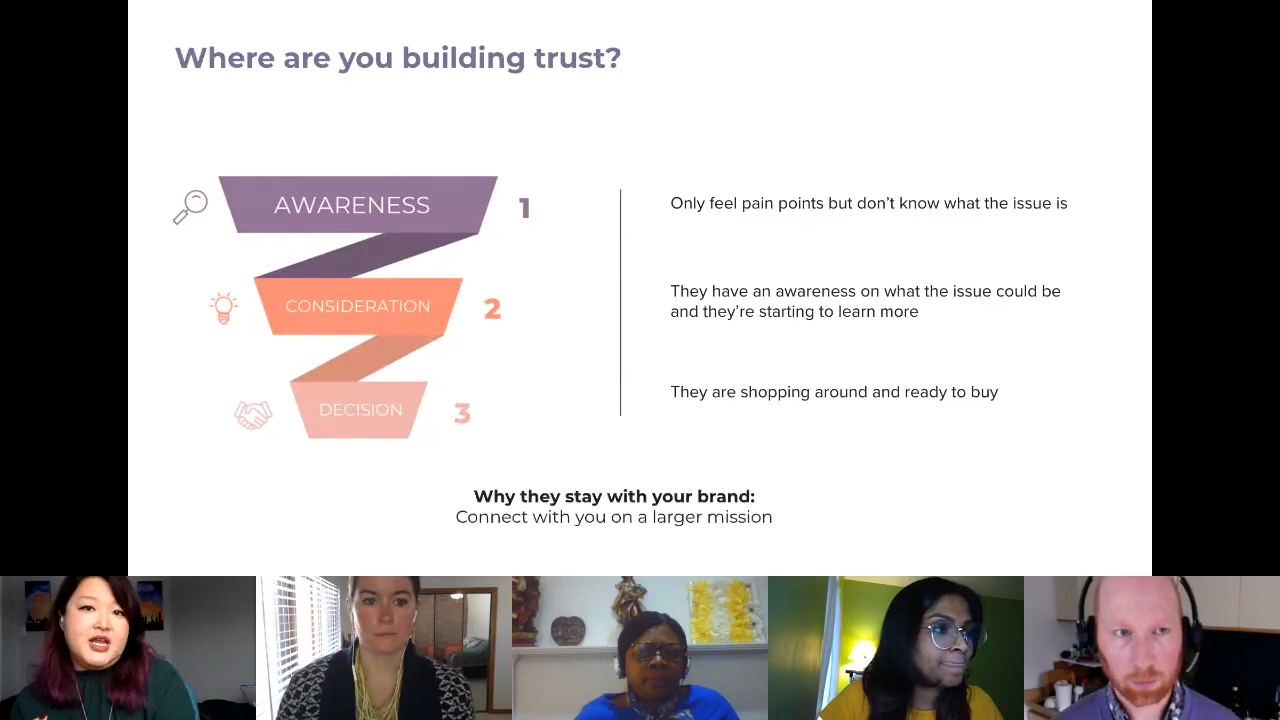 Where are you building trust?
AWARENESS
1
Only feel pain points but don't know what the issue is
CONSIDERATION
2
They have an awareness on what the issue could be
and they're starting to learn more
DECISION
3
They are shopping around and ready to buy
Why they stay with your brand:
Connect with you on a larger mission